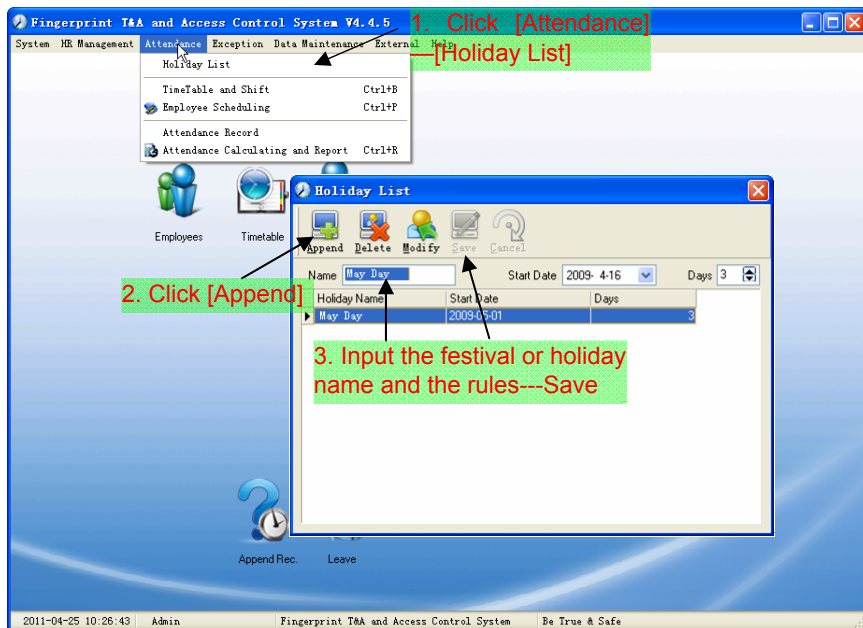 Fingerprint T&A and Access Control System V4.4.5
1. Click [Attendance]
—[Holiday List]
System HR Management Attendance Exception Data Maintenance External Help
Holiday List
TimeTable and Shift Ctrl+B
Employee Scheduling Ctrl+P
Attendance Record
Attendance Calculating and Report Ctrl+R
Employees Timetable
Holiday List
Append Delete Modify Save Cancel
Name May Day Start Date 2009- 4-16 Days 3
2. Click [Append]
Holiday Name Start Date Days
May Day 2009-05-01 3
3. Input the festival or holiday
name and the rules---Save
Append Rec. Leave
2011-04-25 10:26:43 Admin Fingerprint T&A and Access Control System Be True & Safe